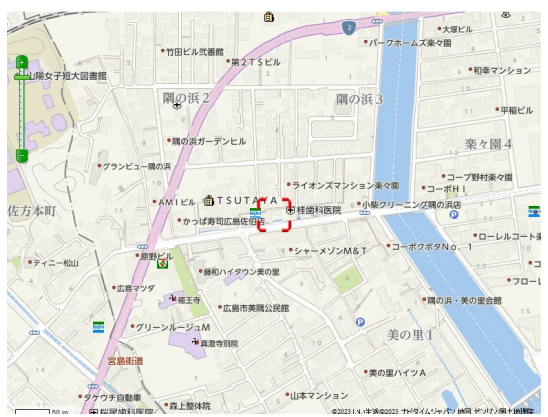 2
大塚ビル
パークホームズ楽々園
竹田ビル弐番館
第2TSビル
山陽女子短大図書館
和幸マンション
隅の浜2
隅の浜3
平稲ビル
隅の浜ガーデンヒル
楽々園4
グランビュー隅の浜
コープ野村楽々園
ライオンズマンション楽々園
コーポHI
AMIビル
TSUTAYA
佐方本町
桂歯科医院
小柴クリーニング隅の浜店
かっぱ寿司広島佐伯店
ローレルコート楽
シャーメゾンM&T
コーポクボタNo.1
原野ビル
ティニー松山
藤和ハイタウン美の里
広島マツダ
福王寺
フローレ
隅の浜・美の里会館
広島市美隅公民館
グリーンルージュM
美の里1
真澄寺別院
宮島街道
美の里ハイツA
タケウチ自動車
山本マンション
森上整体院
桜尾歯科医院
50 m